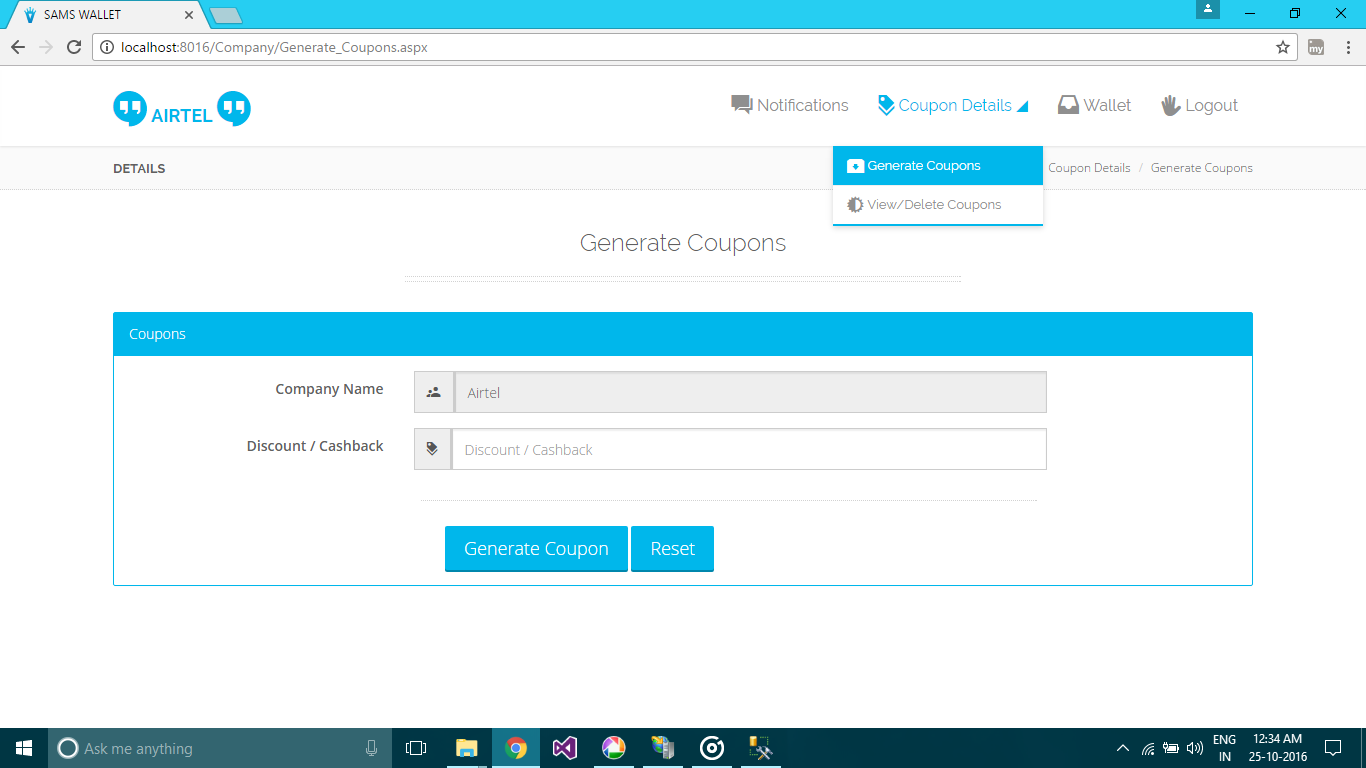 SAMS WALLET
localhost:8016/Company/Generate_Coupons.aspx
my
AIRTEL
Notifications
Coupon Details
Wallet
Logout
DETAILS
Generate Coupons
View/Delete Coupons
Coupon Details / Generate Coupons
Generate Coupons
Coupons
Company Name
Airtel
Discount / Cashback
Discount / Cashback
Generate Coupon
Reset
Ask me anything
ENG
IN
12:34 AM
25-10-2016